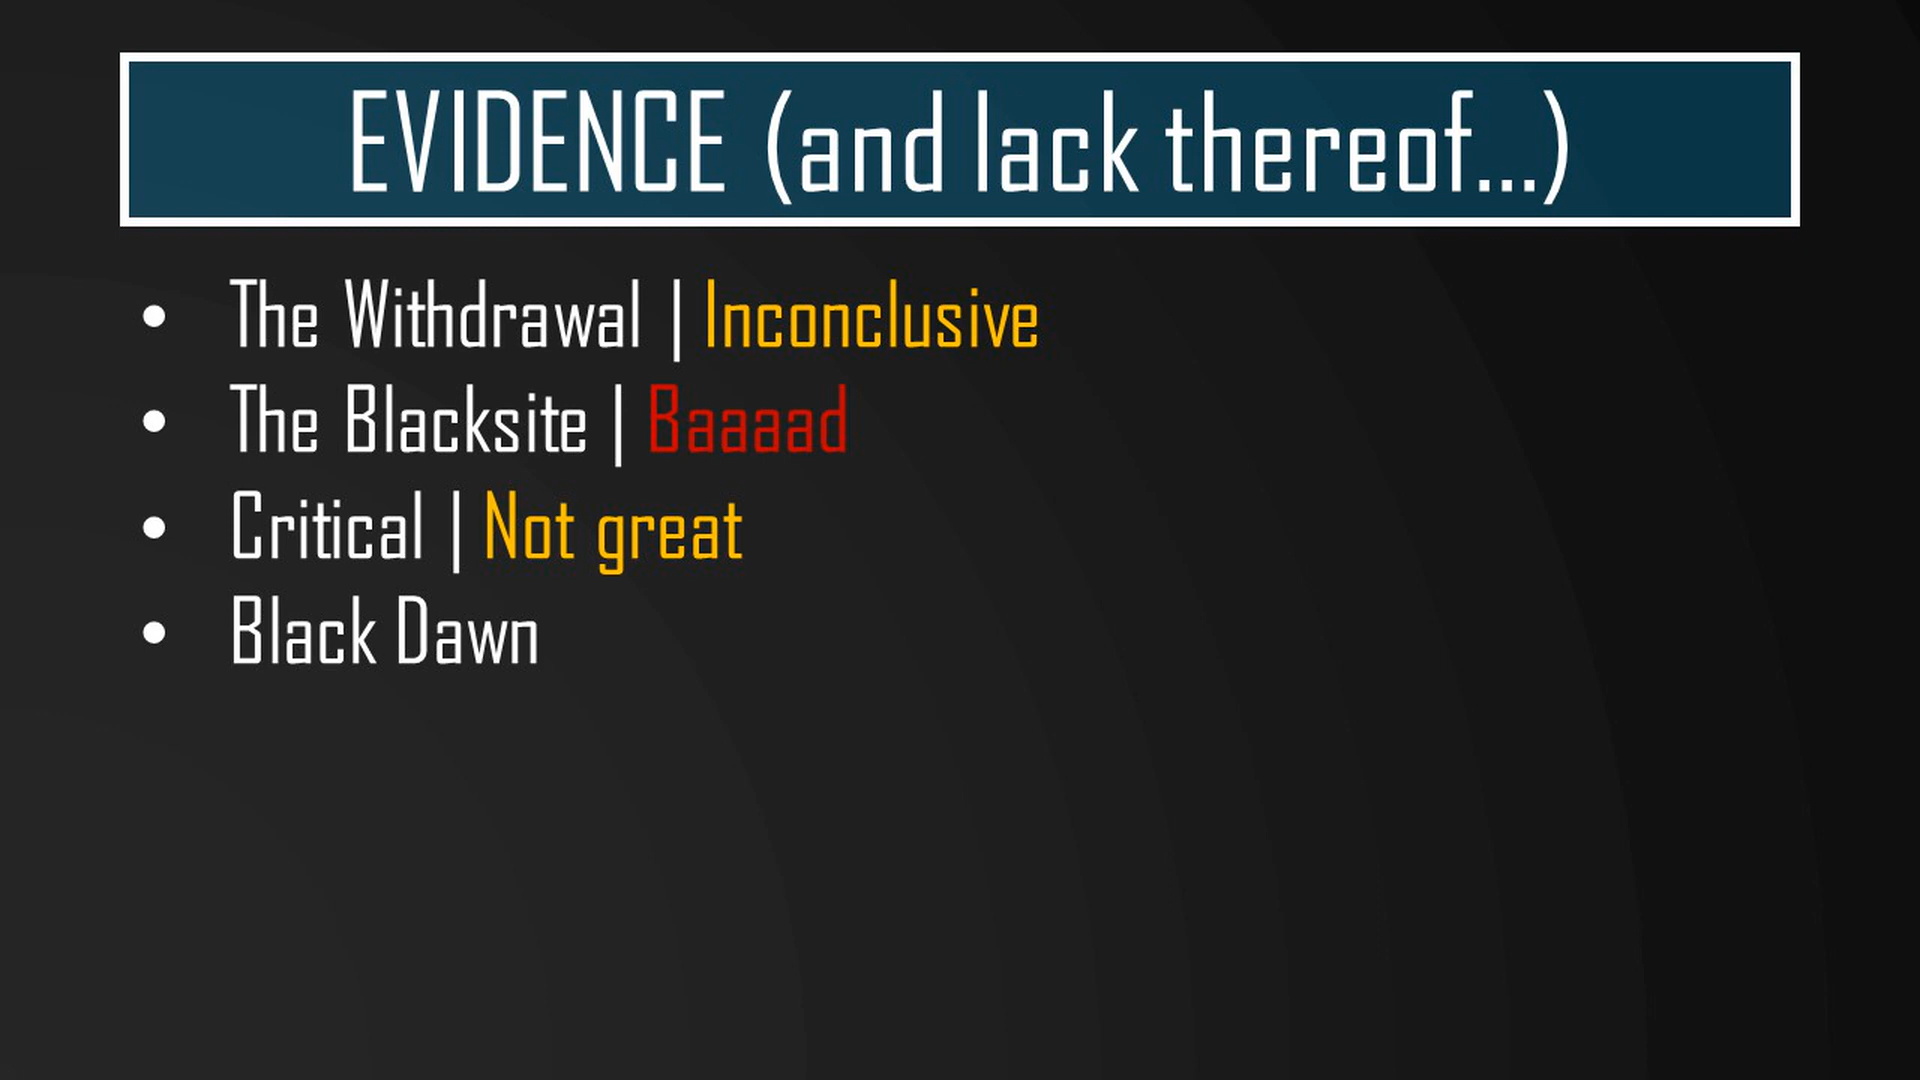 EVIDENCE (and lack thereof...)
• The Withdrawal | Inconclusive
• The Blacksite | Baaaad
• Critical | Not great
• Black Dawn